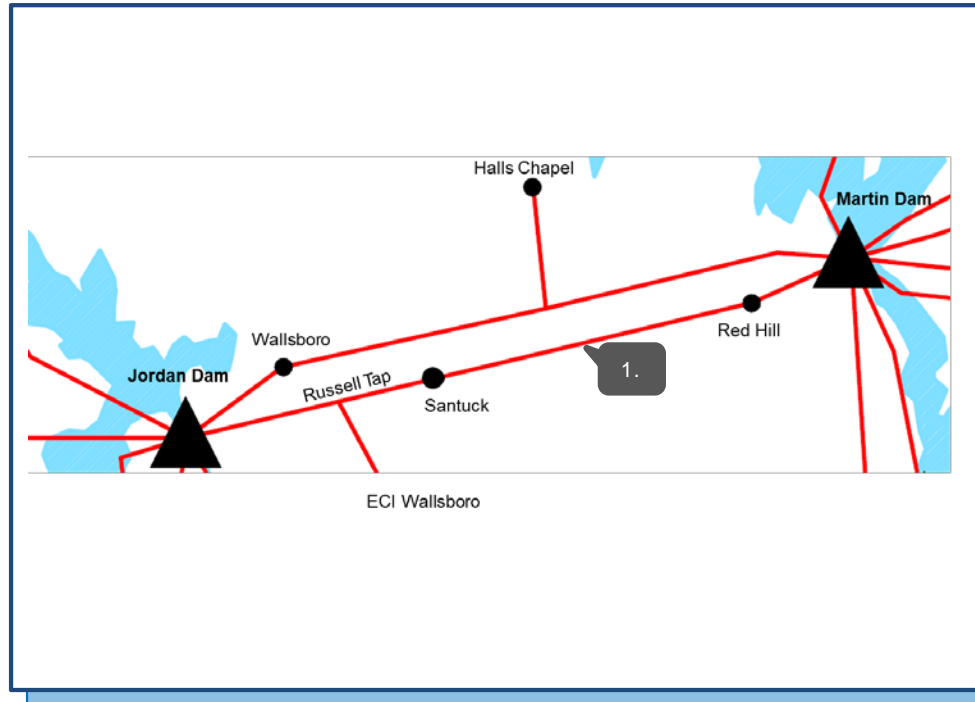 Halls Chapel
Martin Dam
Wallsboro
Red Hill
1.
Jordan Dam
Russell Tap
Santuck
ECI Wallsboro